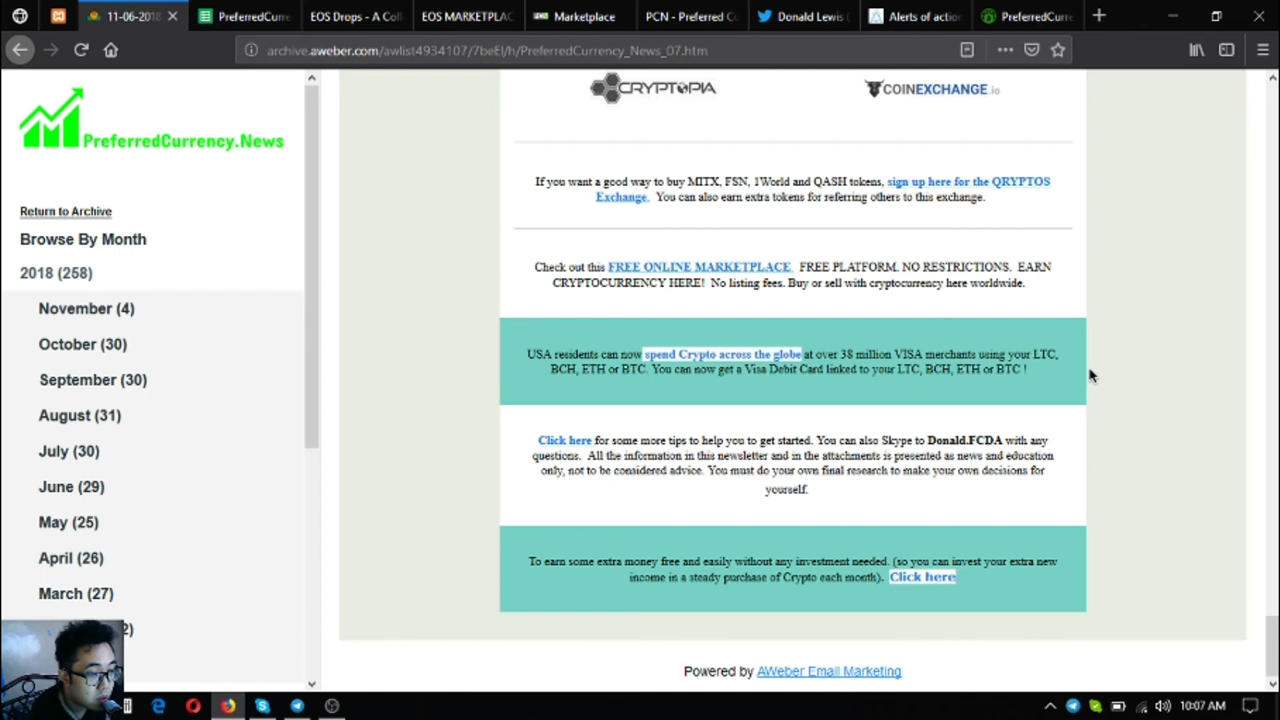 11-06-2018
PreferredCurre
EOS Drops - A Coll
EOS MARKETPLAC
Marketplace
PCN - Preferred Cu
Donald Lewis (
Alerts of actio
PreferredCurre
archive.aweber.com/awlist4934107/7beEl/h/PreferredCurrency_News_07.htm
PreferredCurrency.News
Return to Archive
Browse By Month
2018 (258)
November (4)
October (30)
September (30)
August (31)
July (30)
June (29)
May (25)
April (26)
March (27)
CRYPTOPIA
COINEXCHANGE.io
If you want a good way to buy MITX, FSN, 1World and QASH tokens, sign up here for the QRYPTOS
Exchange. You can also earn extra tokens for referring others to this exchange.
Check out this FREE ONLINE MARKETPLACE. FREE PLATFORM. NO RESTRICTIONS. EARN
CRYPTOCURRENCY HERE! No listing fees. Buy or sell with cryptocurrency here worldwide.
USA residents can now spend Crypto across the globe at over 38 million VISA merchants using your LTC,
BCH, ETH or BTC. You can now get a Visa Debit Card linked to your LTC, BCH, ETH or BTC !
Click here for some more tips to help you to get started. You can also Skype to Donald.FCDA with any
questions. All the information in this newsletter and in the attachments is presented as news and education
only, not to be considered advice. You must do your own final research to make your own decisions for
yourself.
To earn some extra money free and easily without any investment needed. (so you can invest your extra new
income in a steady purchase of Crypto each month). Click here
Powered by AWeber Email Marketing
10:07 AM